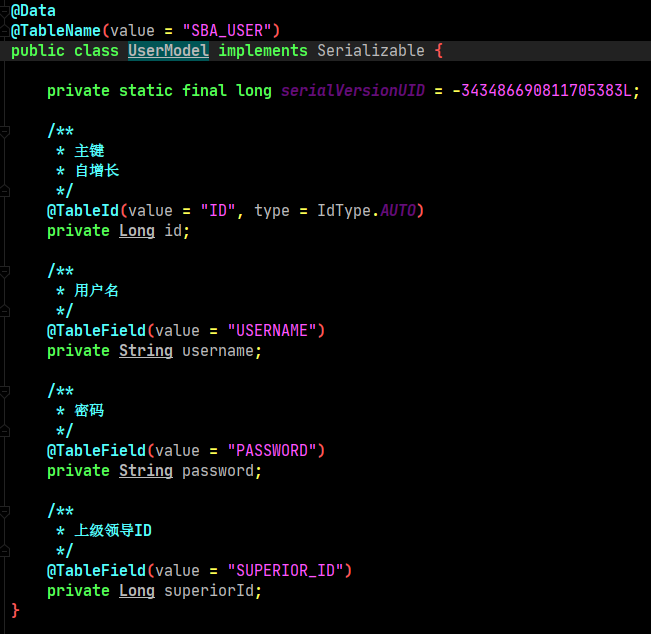 @Data
@TableName(value = "SBA_USER")
public class UserModel implements Serializable {
private static final long serialVersionUID = -3434866908117053​83L;
/**
* 主键
* 自增长
*/
@TableId(value = "ID", type = IdType.AUTO)
private Long id;
/**
* 用户名
*/
@TableField(value = "USERNAME")
private String username;
/**
* 密码
*/
@TableField(value = "PASSWORD")
private String password;
/**
* 上级领导ID
*/
@TableField(value = "SUPERIOR_ID")
private Long superiorId;
}